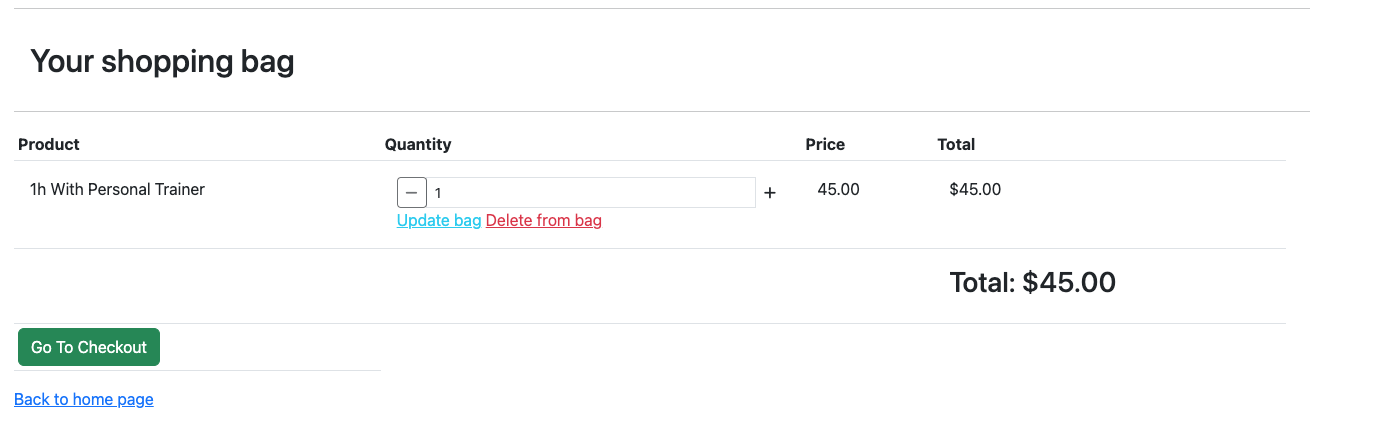 Your shopping bag
Product Quantity Price Total
1h With Personal Trainer − 1 + 45.00 $45.00
Update bag Delete from bag
Total: $45.00
Go To Checkout
Back to home page